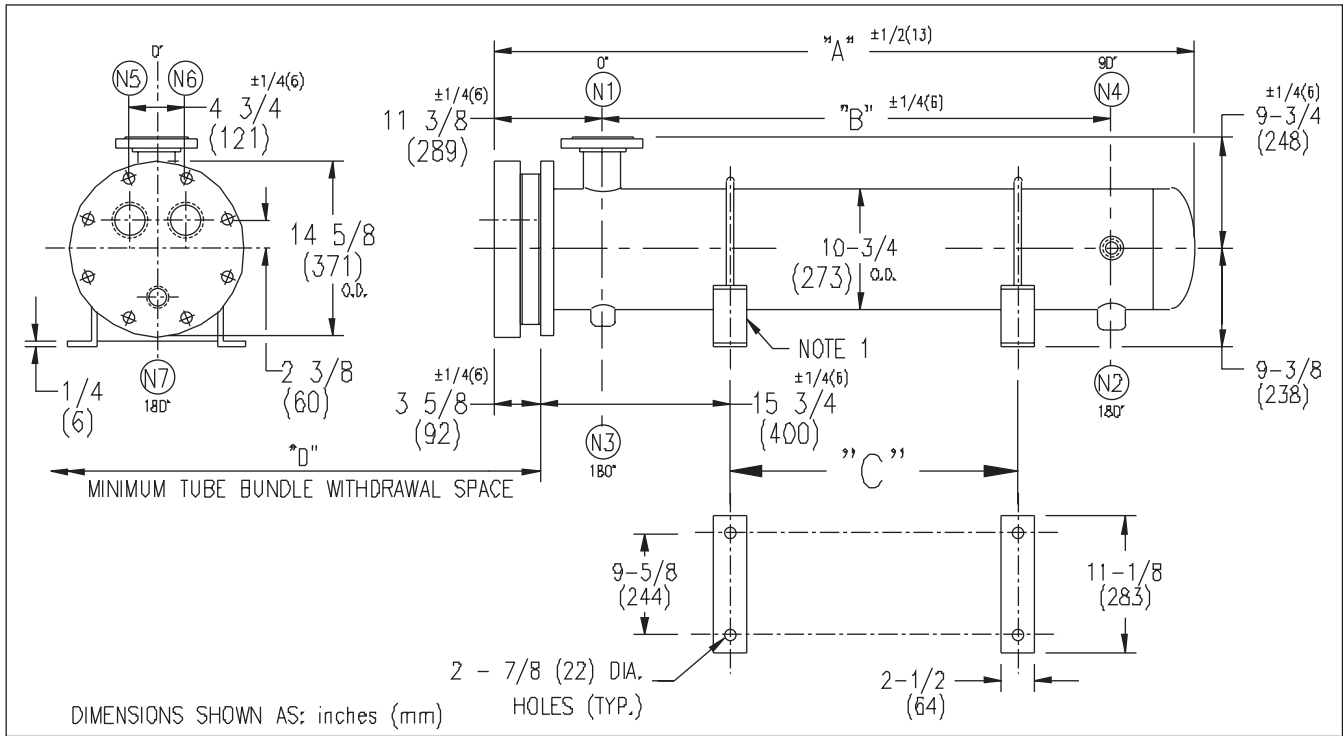 0"
N5
N6
±1/4(6)
4 3/4
(121)
14 5/8
(371)
O.D.
2 3/8
(60)
1/4
(6)
N7
180°
"A" ±1/2(13)
±1/4(6)
11 3/8
(289)
0"
N1
"B" ±1/4(6)
90°
N4
±1/4(6)
9-3/4
(248)
10-3/4
(273) O.D.
NOTE 1
±1/4(6)
3 5/8
(92)
±1/4(6)
15 3/4
(400)
N3
180°
N2
180°
9-3/8
(238)
"D"
MINIMUM TUBE BUNDLE WITHDRAWAL SPACE
"C"
9-5/8
(244)
11-1/8
(283)
2 - 7/8 (22) DIA.
HOLES (TYP.)
2-1/2
(64)
DIMENSIONS SHOWN AS: inches (mm)